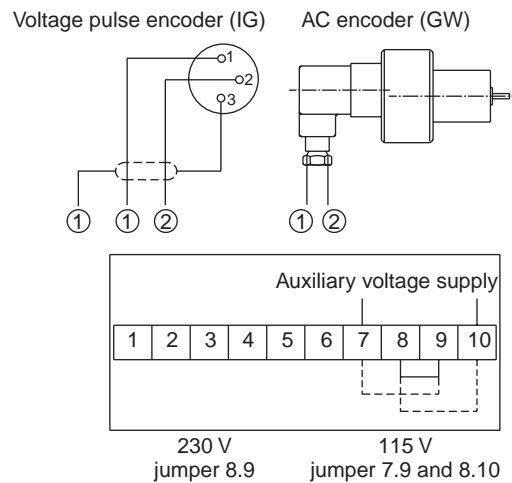 Voltage pulse encoder (IG)
AC encoder (GW)
1
2
3
① ① ②
① ②
Auxiliary voltage supply
1 2 3 4 5 6 7 8 9 10
230 V
jumper 8.9
115 V
jumper 7.9 and 8.10